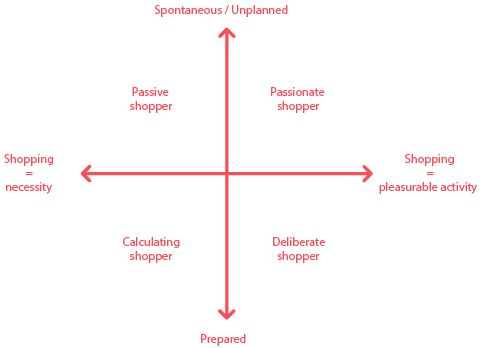 Spontaneous / Unplanned
Passive
shopper
Passionate
shopper
Shopping
=
necessity
Shopping
=
pleasurable activity
Calculating
shopper
Deliberate
shopper
Prepared